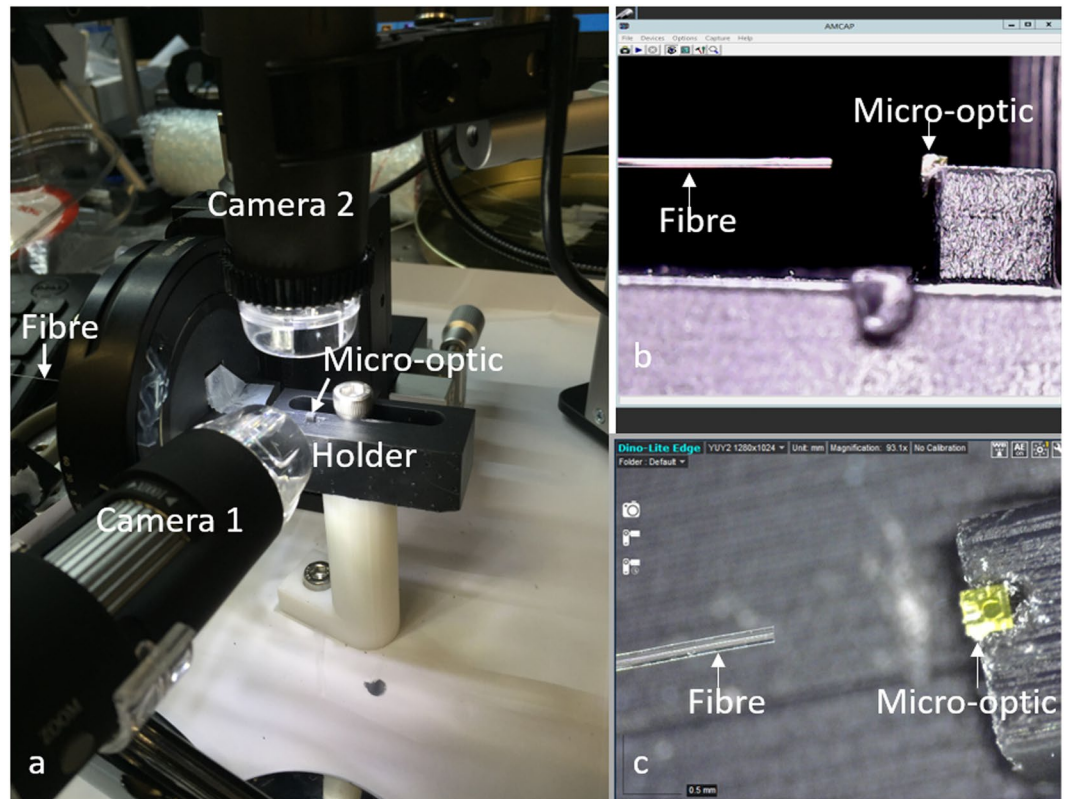 Camera 2
Fibre
Micro-optic
Holder
Camera 1
ZOOM
a
AMCAP
File Devices Options Capture Help
Micro-optic
Fibre
b
Dino-Lite Edge YUY2 1280x1024 Unit: mm Magnification: 93.1x No Calibration
Folder : Default
Fibre
Micro-optic
0.5 mm
c